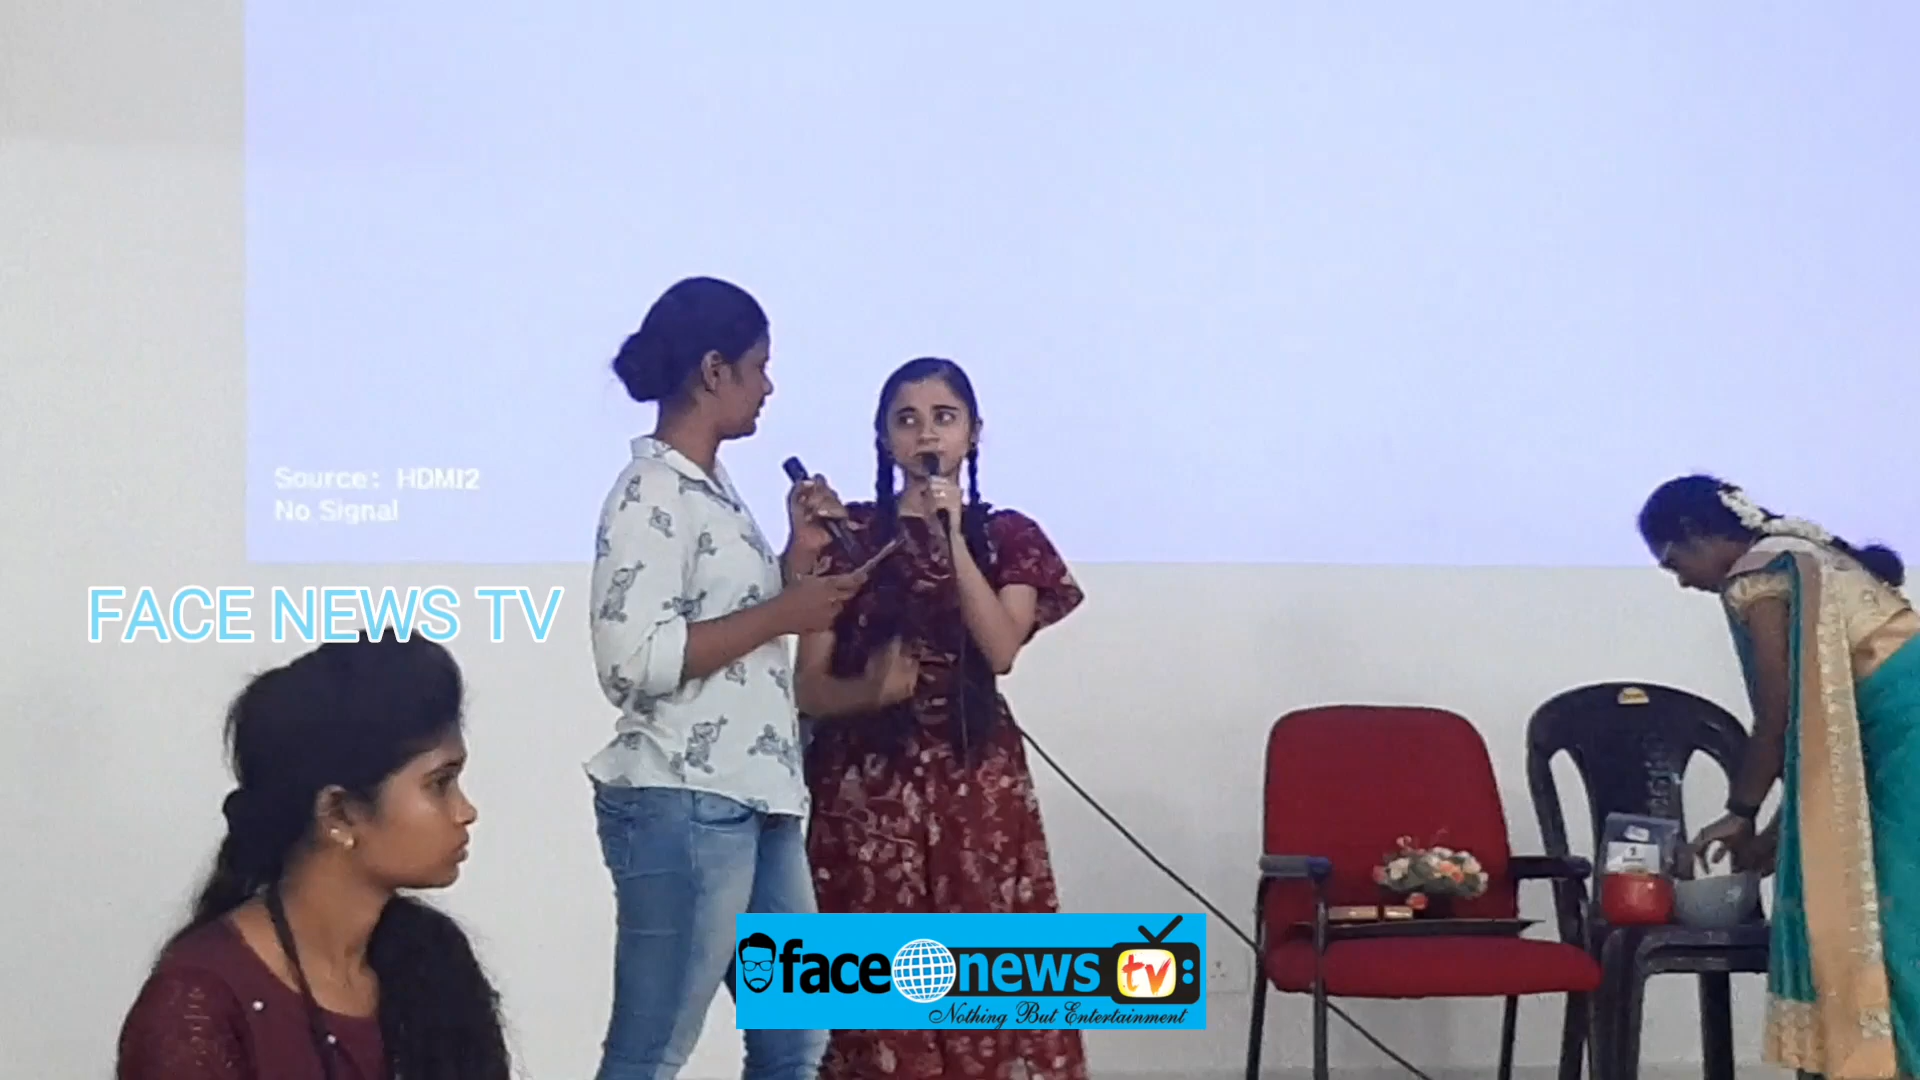 Source: HDMI2
No Signal
FACE NEWS TV
face news tv
Nothing But Entertainment